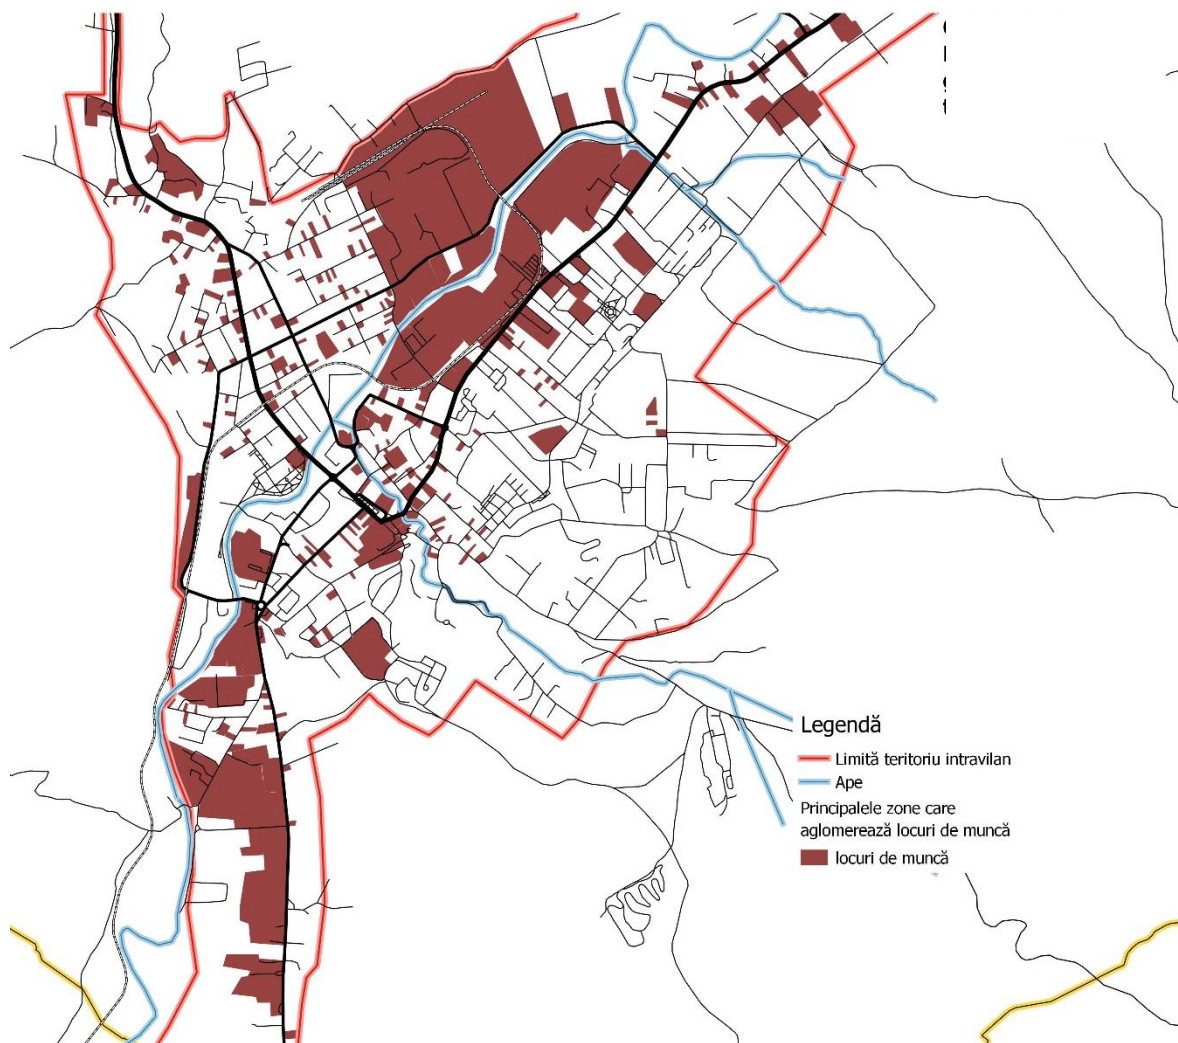 Legendă
Limită teritoriu intravilan
Ape
Principalele zone care
aglomerează locuri de muncă
locuri de muncă